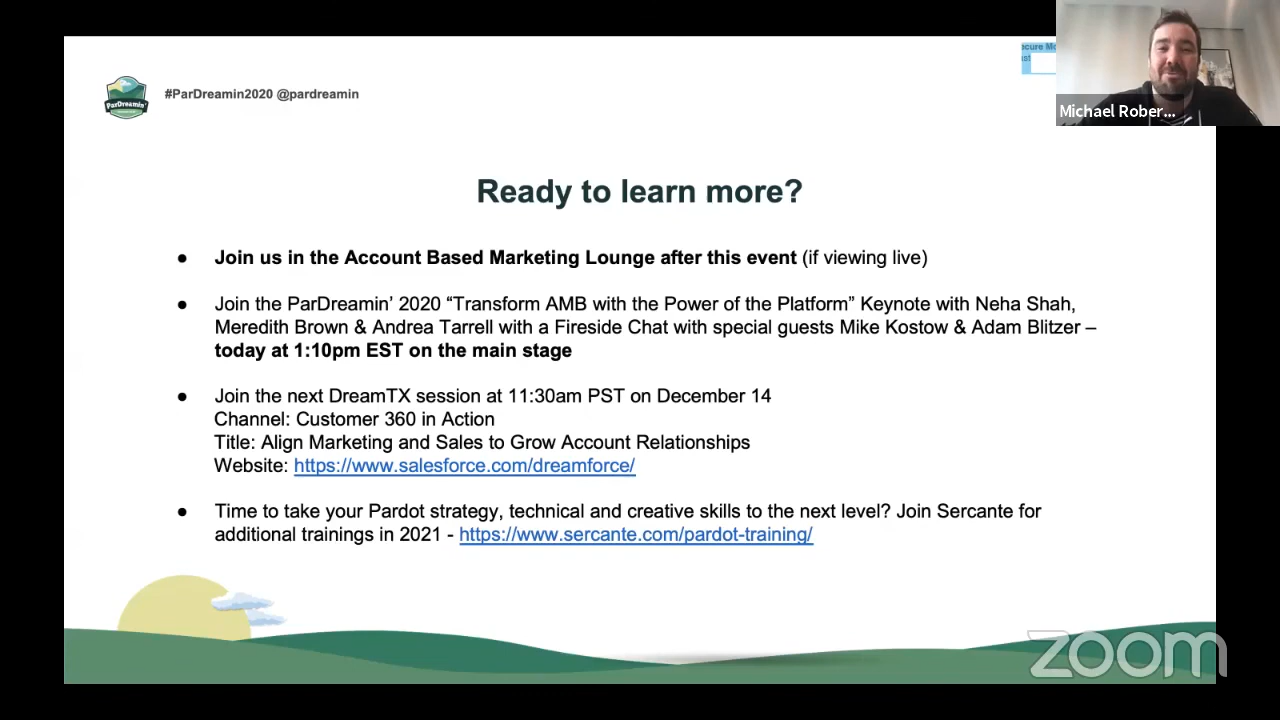 #ParDreamin2020 @pardreamin
Michael Rober...
ParDreamin'
Ready to learn more?
● Join us in the Account Based Marketing Lounge after this event (if viewing live)
● Join the ParDreamin’ 2020 “Transform AMB with the Power of the Platform” Keynote with Neha Shah,
Meredith Brown & Andrea Tarrell with a Fireside Chat with special guests Mike Kostow & Adam Blitzer –
today at 1:10pm EST on the main stage
● Join the next DreamTX session at 11:30am PST on December 14
Channel: Customer 360 in Action
Title: Align Marketing and Sales to Grow Account Relationships
Website: https://www.salesforce.com/dreamforce/
● Time to take your Pardot strategy, technical and creative skills to the next level? Join Sercante for
additional trainings in 2021 - https://www.sercante.com/pardot-training/
zoom